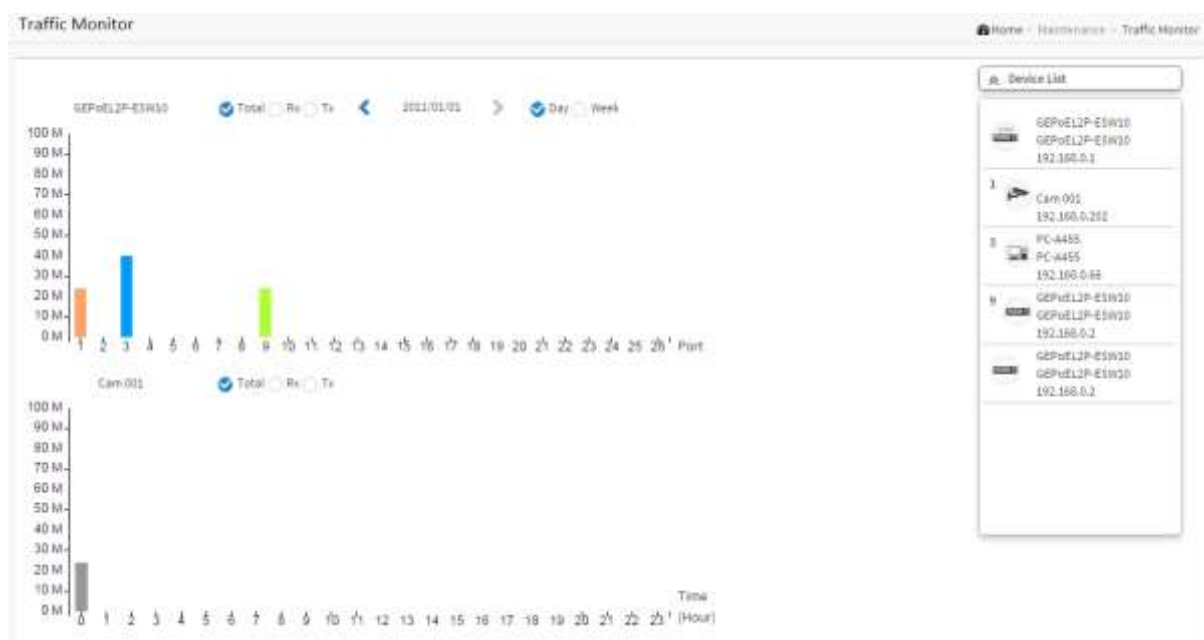 Traffic Monitor
Home - Maintenance - Traffic Monitor
Device List
GEPoEL2P-ESW10 Total Rx Tx 2011/01/01 Day Week
100 M
90 M
80 M
70 M
60 M
50 M
40 M
30 M
20 M
10 M
0 M
1 2 3 4 5 6 7 8 9 10 11 12 13 14 15 16 17 18 19 20 21 22 23 24 25 26 Port
Cam 001 Total Rx Tx
100 M
90 M
80 M
70 M
60 M
50 M
40 M
30 M
20 M
10 M
0 M
Time
0 1 2 3 4 5 6 7 8 9 10 11 12 13 14 15 16 17 18 19 20 21 22 23 (Hour)
GEPoEL2P-ESW10
GEPoEL2P-ESW10
192.168.0.1
1
Cam 001
192.168.0.202
3
PC-A455
PC-A455
192.168.0.66
9
GEPoEL2P-ESW10
GEPoEL2P-ESW10
192.168.0.2
GEPoEL2P-ESW10
GEPoEL2P-ESW10
192.168.0.2